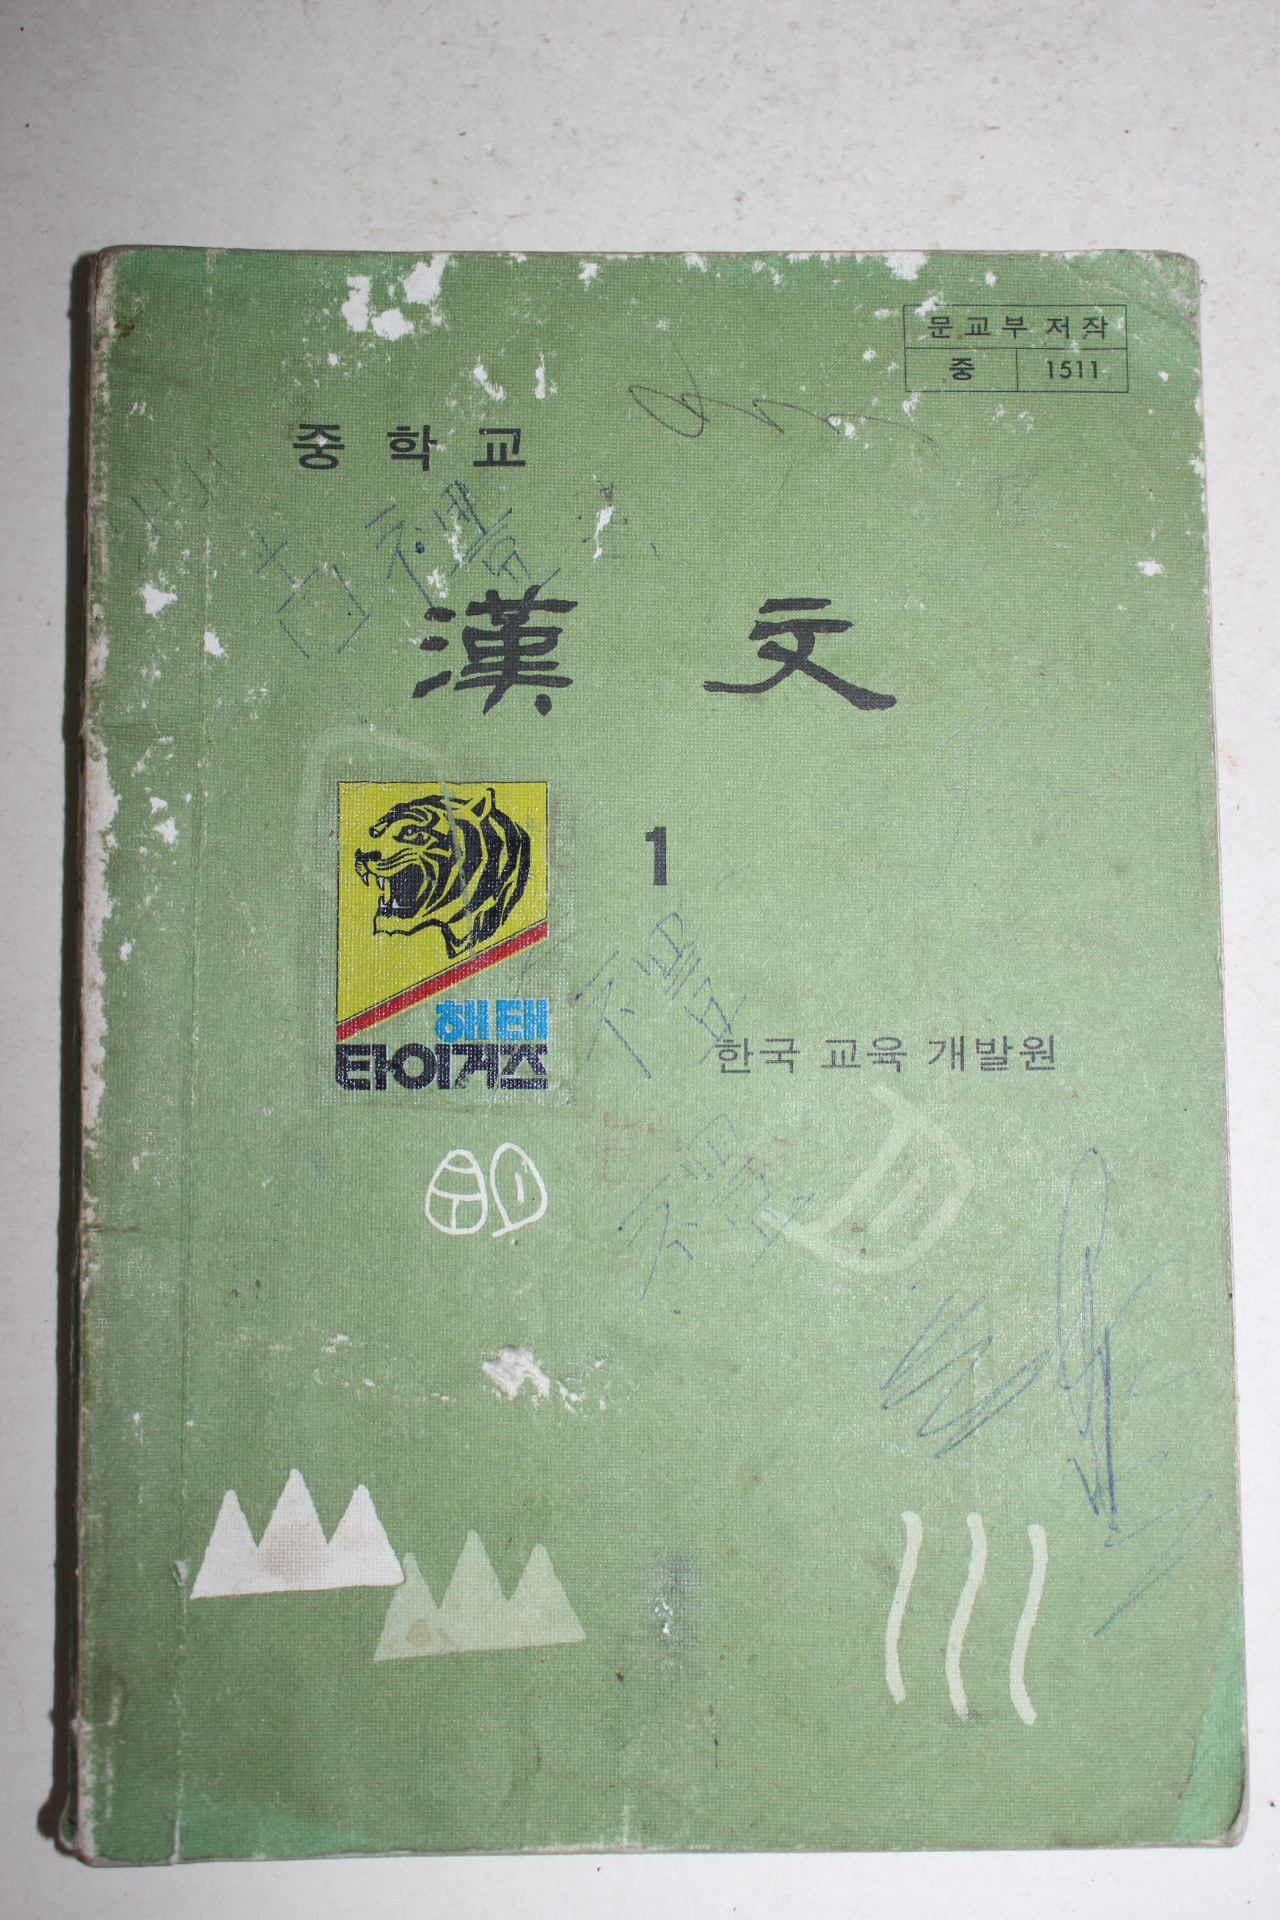 문교부 저작
중 1511
중학교
漢文
1
해태
타이거즈
한국 교육 개발원